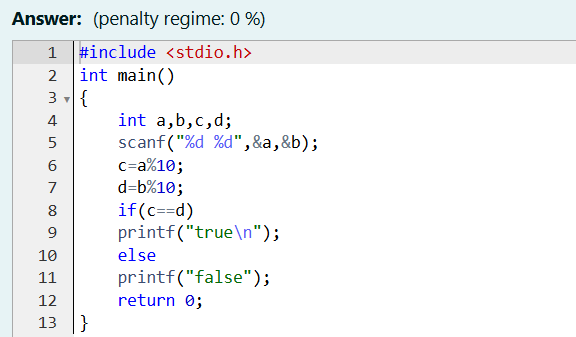 Answer: (penalty regime: 0 %)
1 #include <stdio.h>
2 int main()
3 {
4     int a,b,c,d;
5     scanf("%d %d",&a,&b);
6     c=a%10;
7     d=b%10;
8     if(c==d)
9     printf("true\n");
10     else
11     printf("false");
12     return 0;
13 }